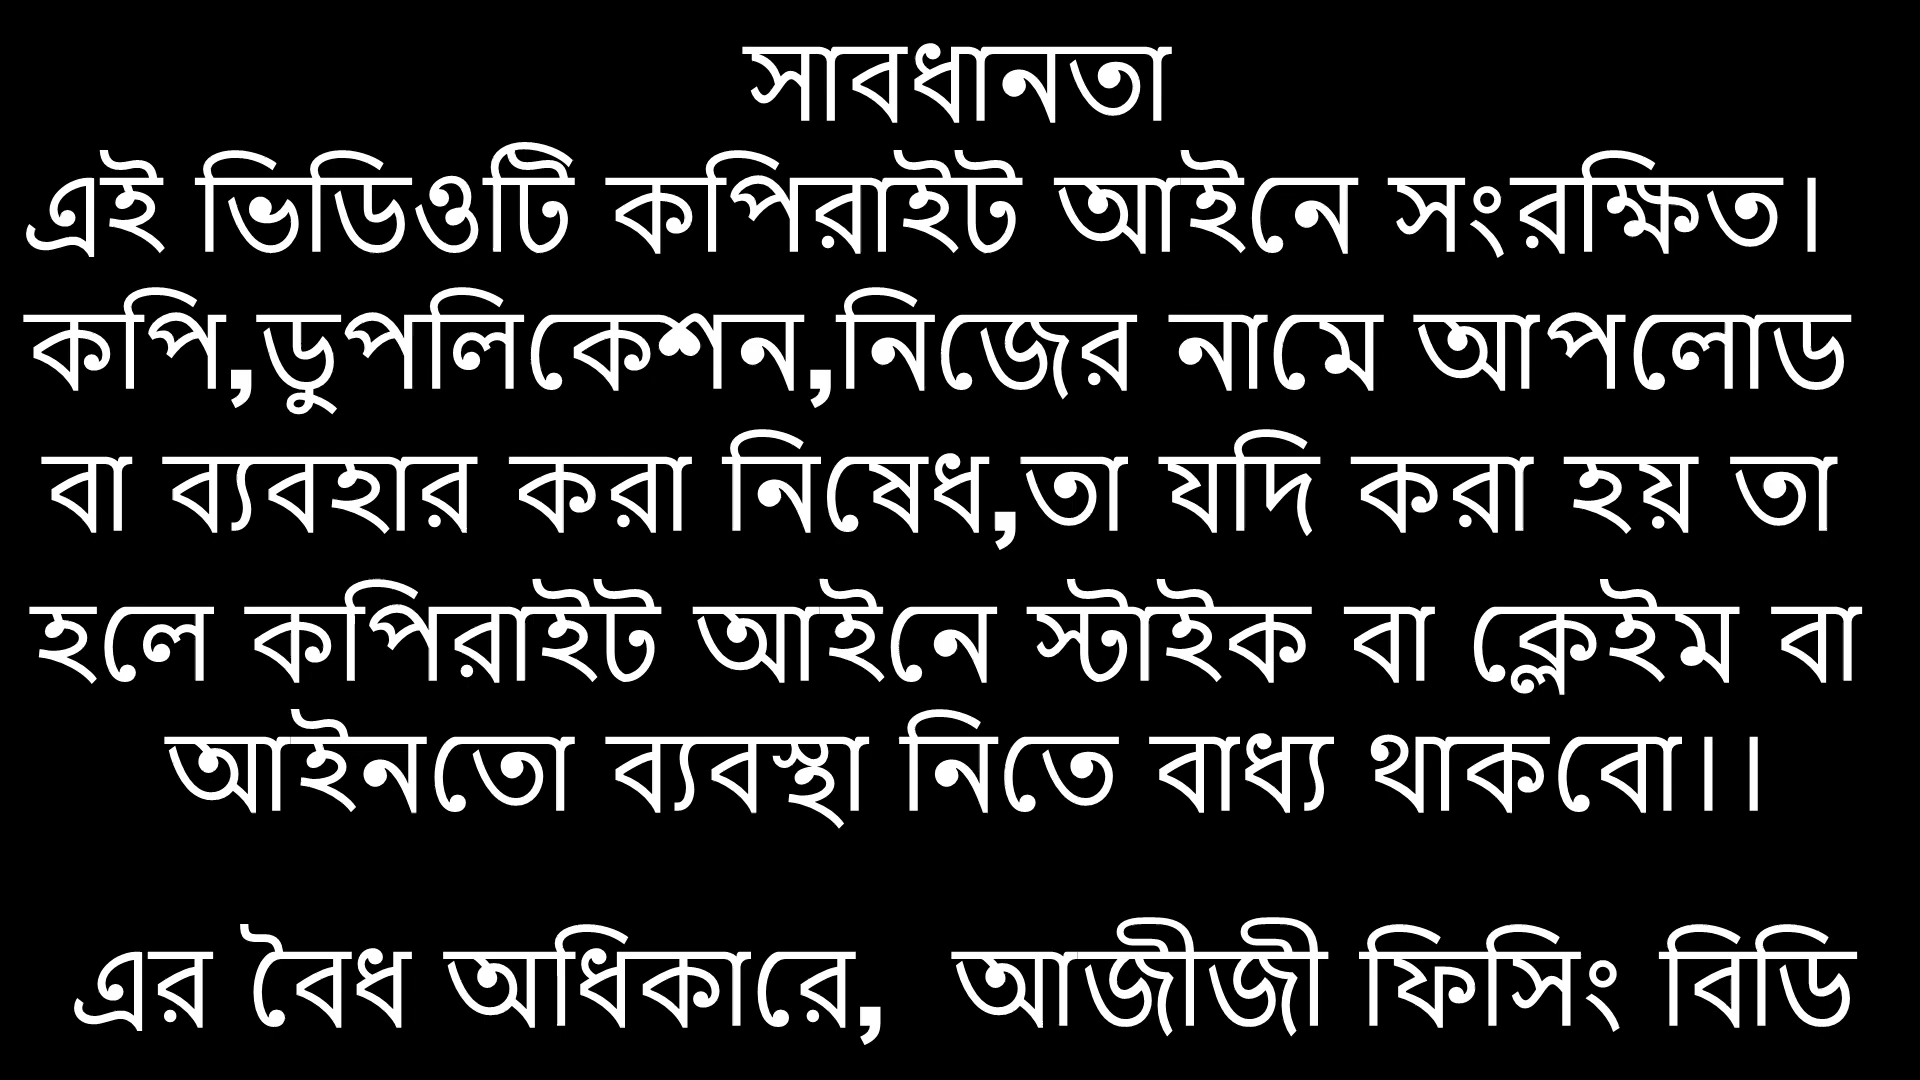 সাবধানতা
এই ভিডিওটি কপিরাইট আইনে সংরক্ষিত।
কপি,ডুপলিকেশন,নিজের নামে আপলোড
বা ব্যবহার করা নিষেধ,তা যদি করা হয় তা
হলে কপিরাইট আইনে স্টাইক বা ক্লেইম বা
আইনতো ব্যবস্থা নিতে বাধ্য থাকবো।।
এর বৈধ অধিকারে, আজীজী ফিসিং বিডি